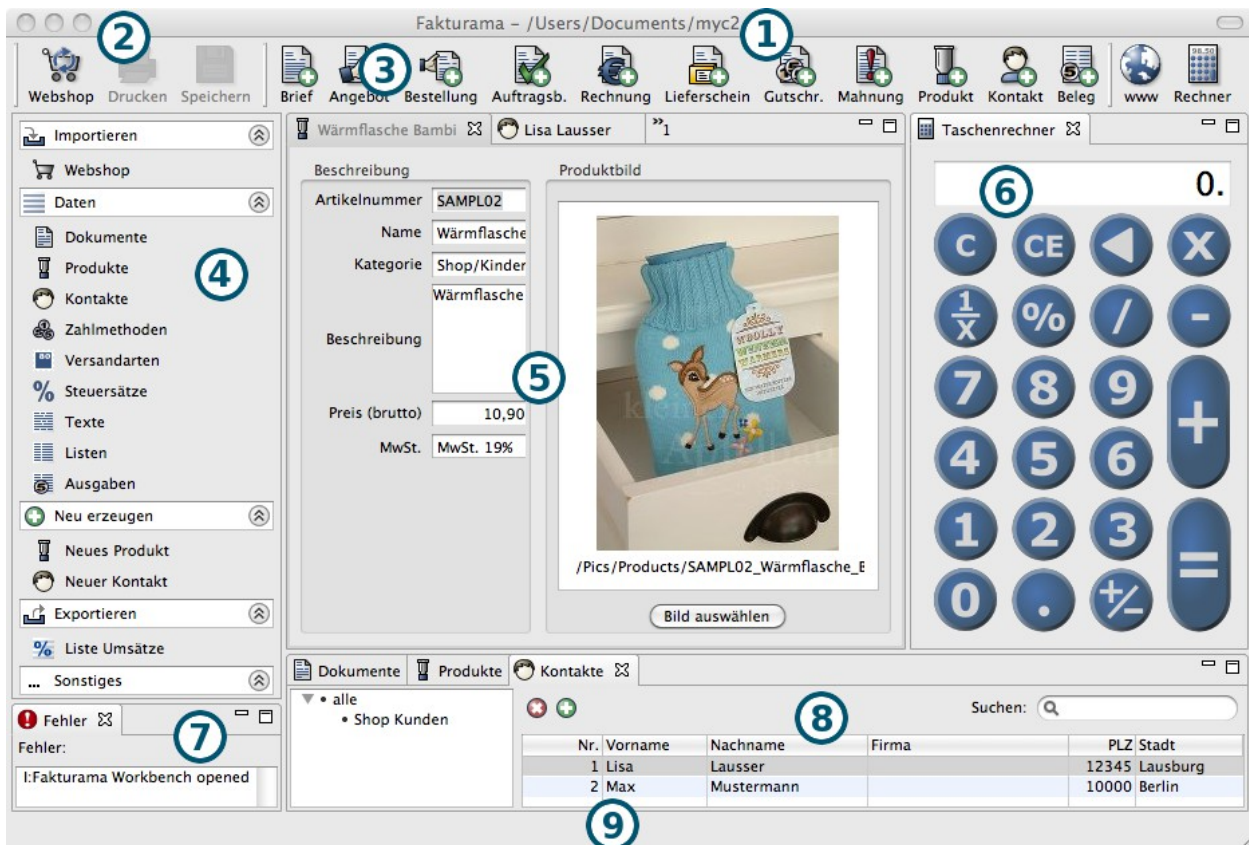 Fakturama – /Users/Documents/myc2
1
2
3
Webshop Drucken Speichern Brief Angebot Bestellung Auftragsb. Rechnung Lieferschein Gutschr. Mahnung Produkt Kontakt Beleg www Rechner
98.50
Importieren
Webshop
Daten
Dokumente
Produkte
4
Kontakte
Zahlmethoden
Versandarten
Steuersätze
Texte
Listen
Ausgaben
Neu erzeugen
Neues Produkt
Neuer Kontakt
Exportieren
Liste Umsätze
... Sonstiges
Fehler
7
Fehler:
I:Fakturama Workbench opened
Wärmflasche Bambi Lisa Lausser »1
Beschreibung
Artikelnummer SAMPL02
Name Wärmflasche
Kategorie Shop/Kinder
Beschreibung Wärmflasche
5
Preis (brutto) 10,90
MwSt. MwSt. 19%
Produktbild
WOOLLY
WINTER
WARMERS
/Pics/Products/SAMPL02_Wärmflasche_B
Bild auswählen
Taschenrechner
6
0.
C CE X
1/X % / -
7 8 9 +
4 5 6
1 2 3 =
0 . +/-
Dokumente Produkte Kontakte
alle
Shop Kunden
8
Suchen:
Nr. Vorname Nachname Firma PLZ Stadt
1 Lisa Lausser 12345 Lausburg
2 Max Mustermann 10000 Berlin
9